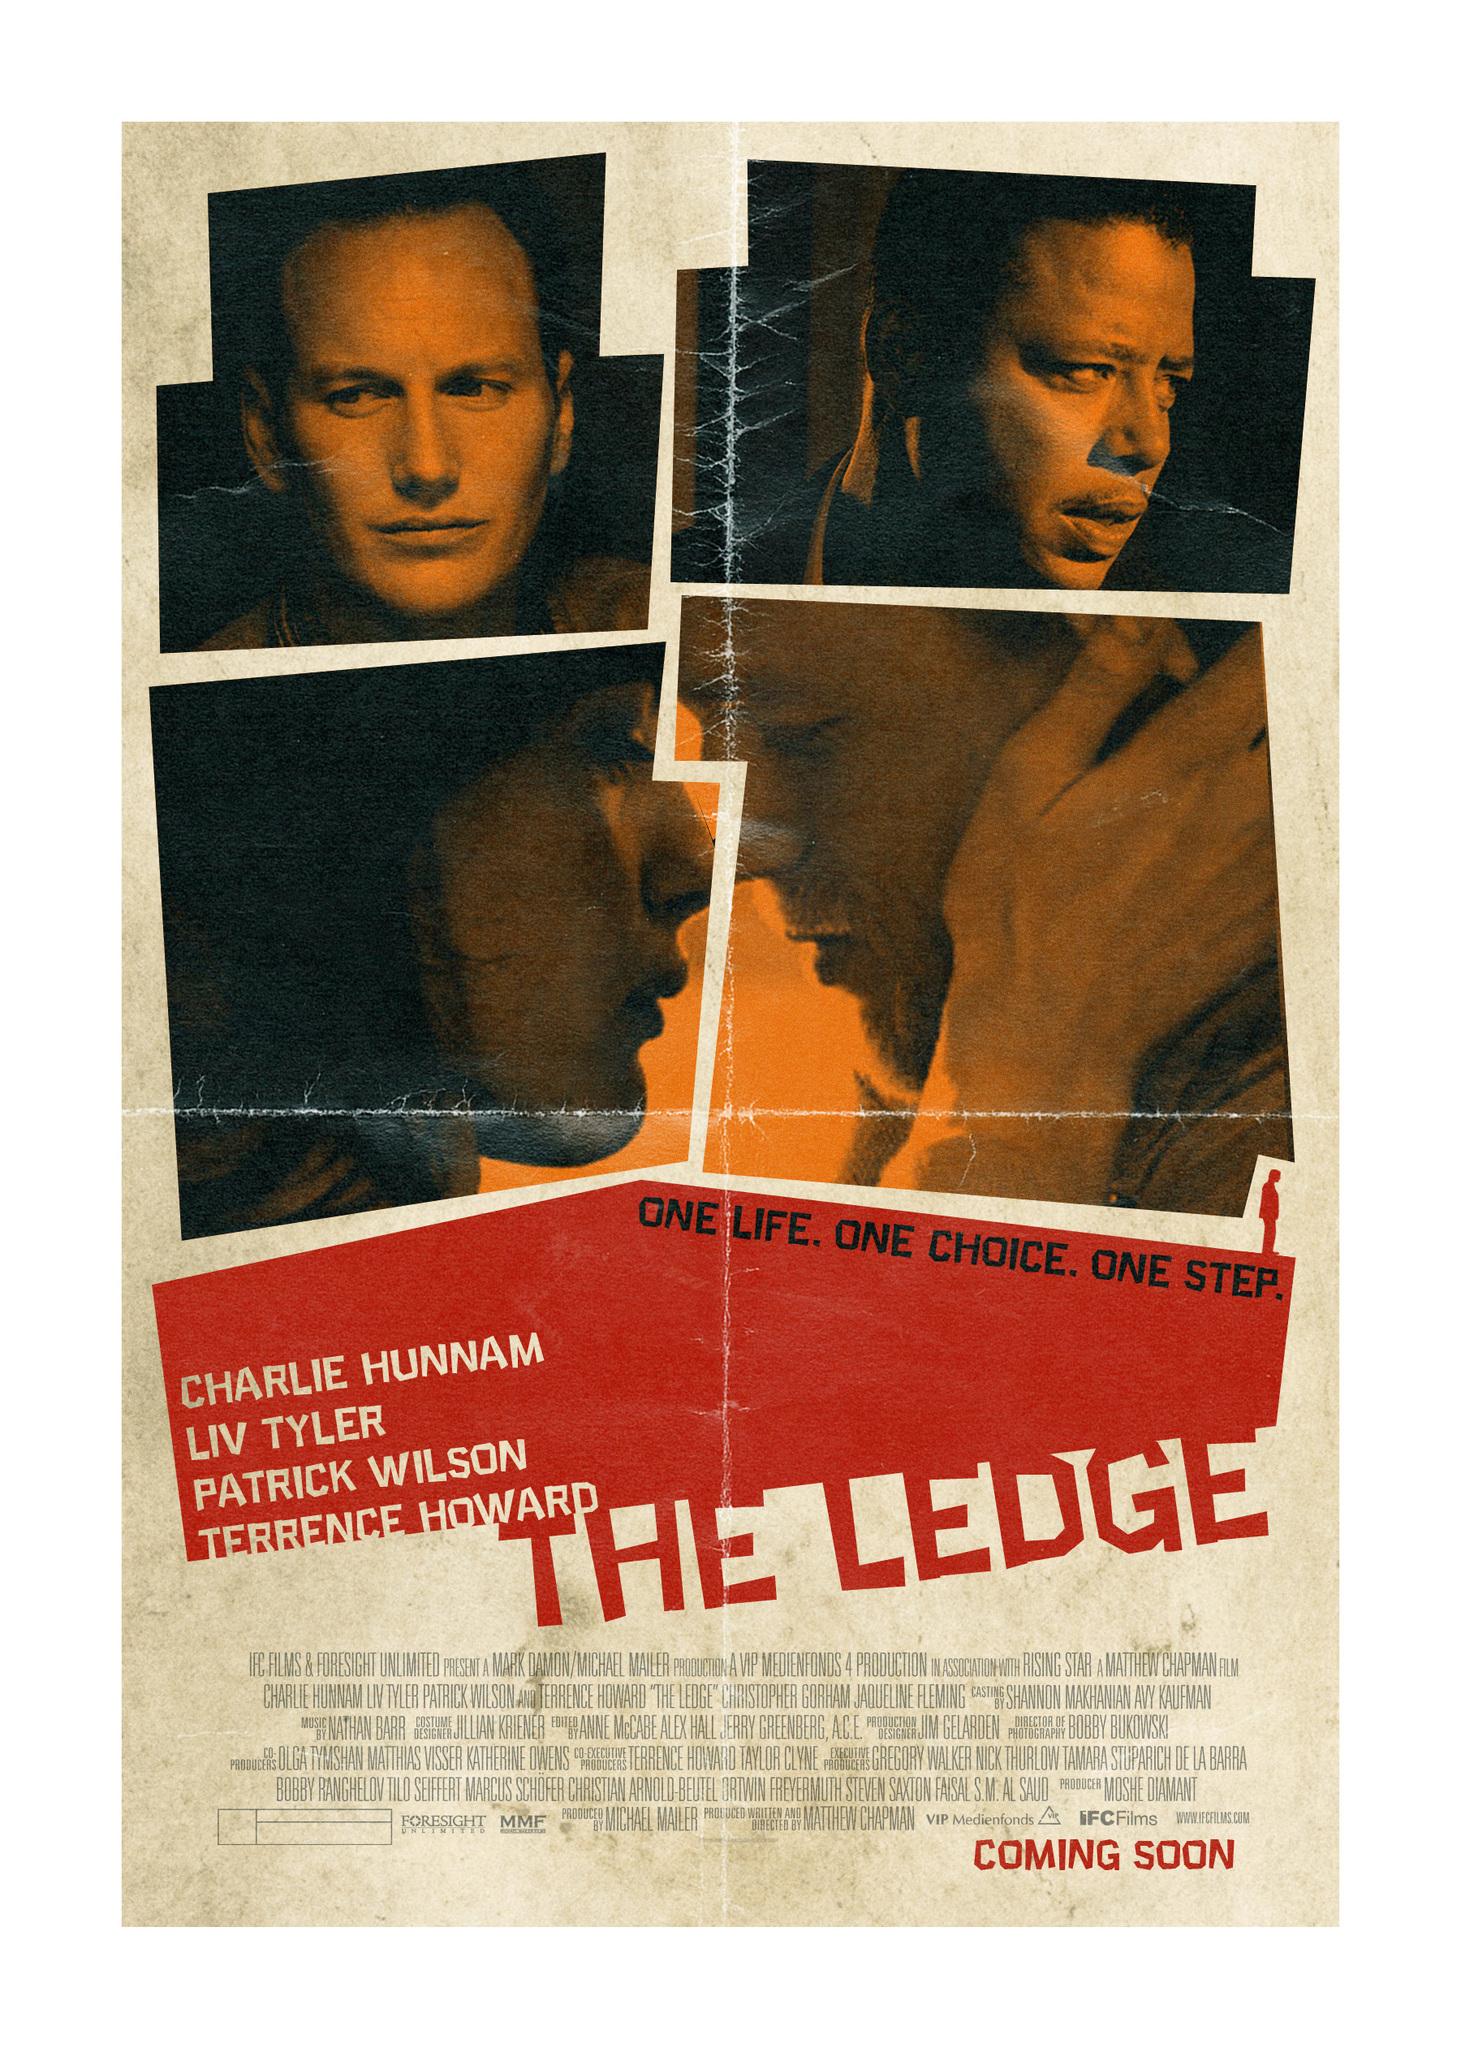 ONE LIFE. ONE CHOICE. ONE STEP.
CHARLIE HUNNAM
LIV TYLER
PATRICK WILSON
TERRENCE HOWARD
THE LEDGE
IFC FILMS & FORESIGHT UNLIMITED PRESENT A MARK DAMON/MICHAEL MAILER PRODUCTION A VIP MEDIENFONDS 4 PRODUCTION IN ASSOCIATION WITH RISING STAR A MATTHEW CHAPMAN FILM
CHARLIE HUNNAM LIV TYLER PATRICK WILSON AND TERRENCE HOWARD "THE LEDGE" CHRISTOPHER GORHAM JAQUELINE FLEMING CASTING BY SHANNON MAKHANIAN AVY KAUFMAN
MUSIC BY NATHAN BARR COSTUME DESIGNER JILLIAN KRIENER EDITED BY ANNE McCABE ALEX HALL JERRY GREENBERG, A.C.E. PRODUCTION DESIGNER JIM GELARDEN DIRECTOR OF PHOTOGRAPHY BOBBY BUKOWSKI
CO-PRODUCERS OLGA TYMSHAN MATTHIAS VISSER KATHERINE OWENS CO-EXECUTIVE PRODUCERS TERRENCE HOWARD TAYLOR CLYNE EXECUTIVE PRODUCERS GREGORY WALKER NICK THURLOW TAMARA STUPARICH DE LA BARRA
BOBBY RANGHELOV TILO SEIFFERT MARCUS SCHÖFER CHRISTIAN ARNOLD-BEUTEL ORTWIN FREYERMUTH STEVEN SAXTON FAISAL S.M. AL SAUD PRODUCER MOSHE DIAMANT
FORESIGHT UNLIMITED MMF PRODUCED BY MICHAEL MAILER PRODUCED WRITTEN AND DIRECTED BY MATTHEW CHAPMAN VIP Medienfonds VIP IFC Films WWW.IFCFILMS.COM
COMING SOON